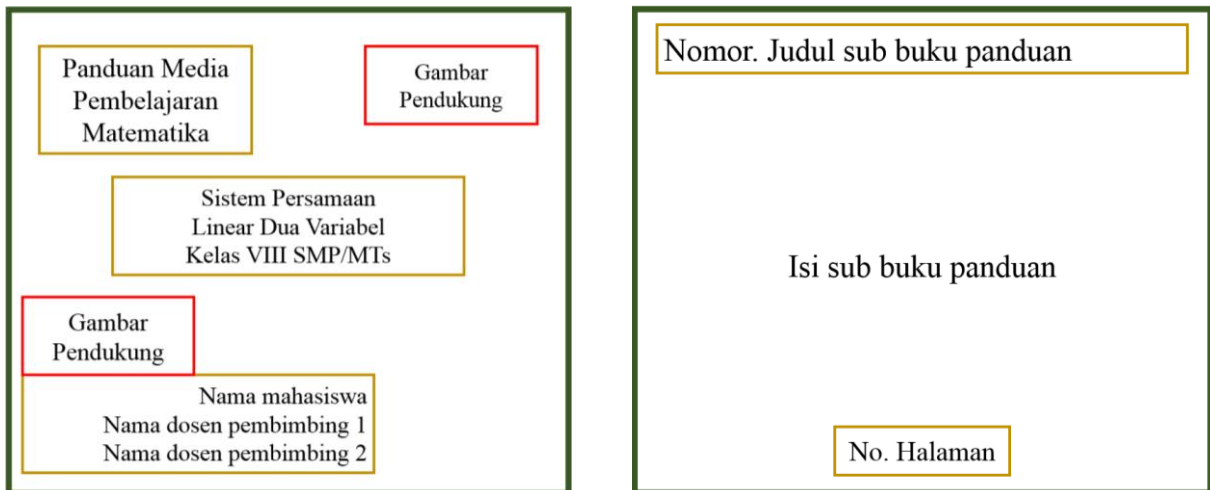 Panduan Media
Pembelajaran
Matematika
Gambar
Pendukung
Sistem Persamaan
Linear Dua Variabel
Kelas VIII SMP/MTs
Gambar
Pendukung
Nama mahasiswa
Nama dosen pembimbing 1
Nama dosen pembimbing 2
Nomor. Judul sub buku panduan
Isi sub buku panduan
No. Halaman